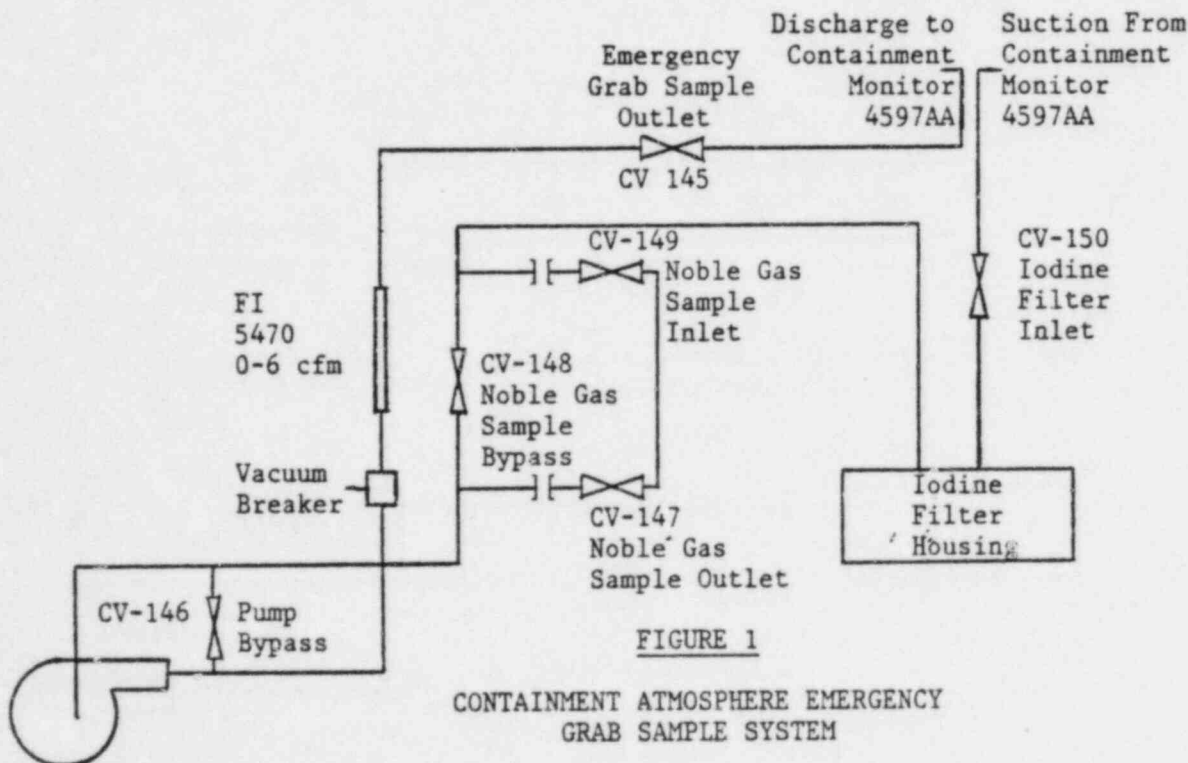 Emergency
Grab Sample
Outlet
CV 145
Discharge to
Containment
Monitor
4597AA
Suction From
Containment
Monitor
4597AA
CV-149
Noble Gas
Sample
Inlet
CV-150
Iodine
Filter
Inlet
FI
5470
0-6 cfm
CV-148
Noble Gas
Sample
Bypass
Vacuum
Breaker
CV-147
Noble Gas
Sample Outlet
Iodine
Filter
Housing
CV-146
Pump
Bypass
FIGURE 1
CONTAINMENT ATMOSPHERE EMERGENCY
GRAB SAMPLE SYSTEM